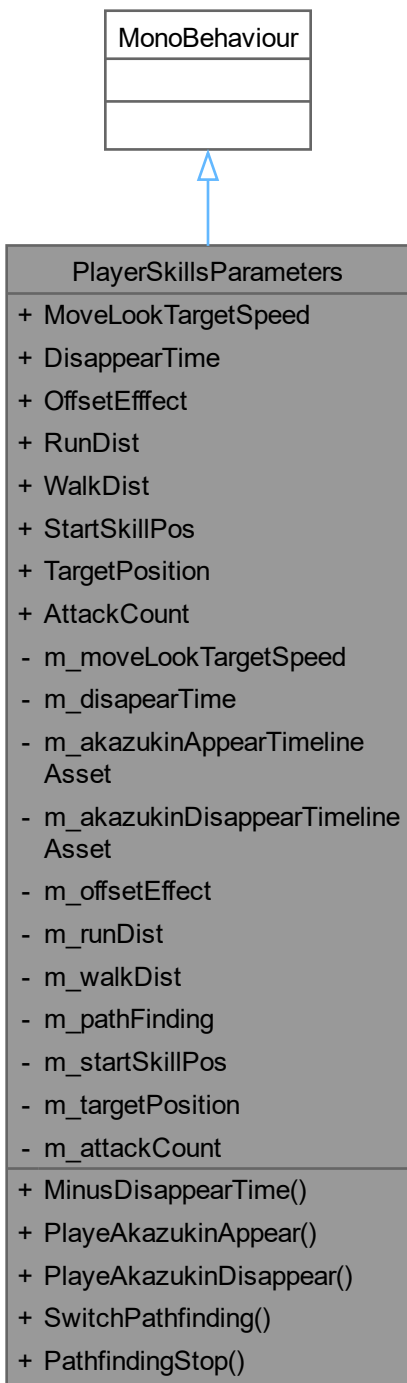 MonoBehaviour
PlayerSkillsParameters
+ MoveLookTargetSpeed
+ DisappearTime
+ OffsetEfffect
+ RunDist
+ WalkDist
+ StartSkillPos
+ TargetPosition
+ AttackCount
- m_moveLookTargetSpeed
- m_disapearTime
- m_akazukinAppearTimeline
Asset
- m_akazukinDisappearTimeline
Asset
- m_offsetEffect
- m_runDist
- m_walkDist
- m_pathFinding
- m_startSkillPos
- m_targetPosition
- m_attackCount
+ MinusDisappearTime()
+ PlayeAkazukinAppear()
+ PlayeAkazukinDisappear()
+ SwitchPathfinding()
+ PathfindingStop()